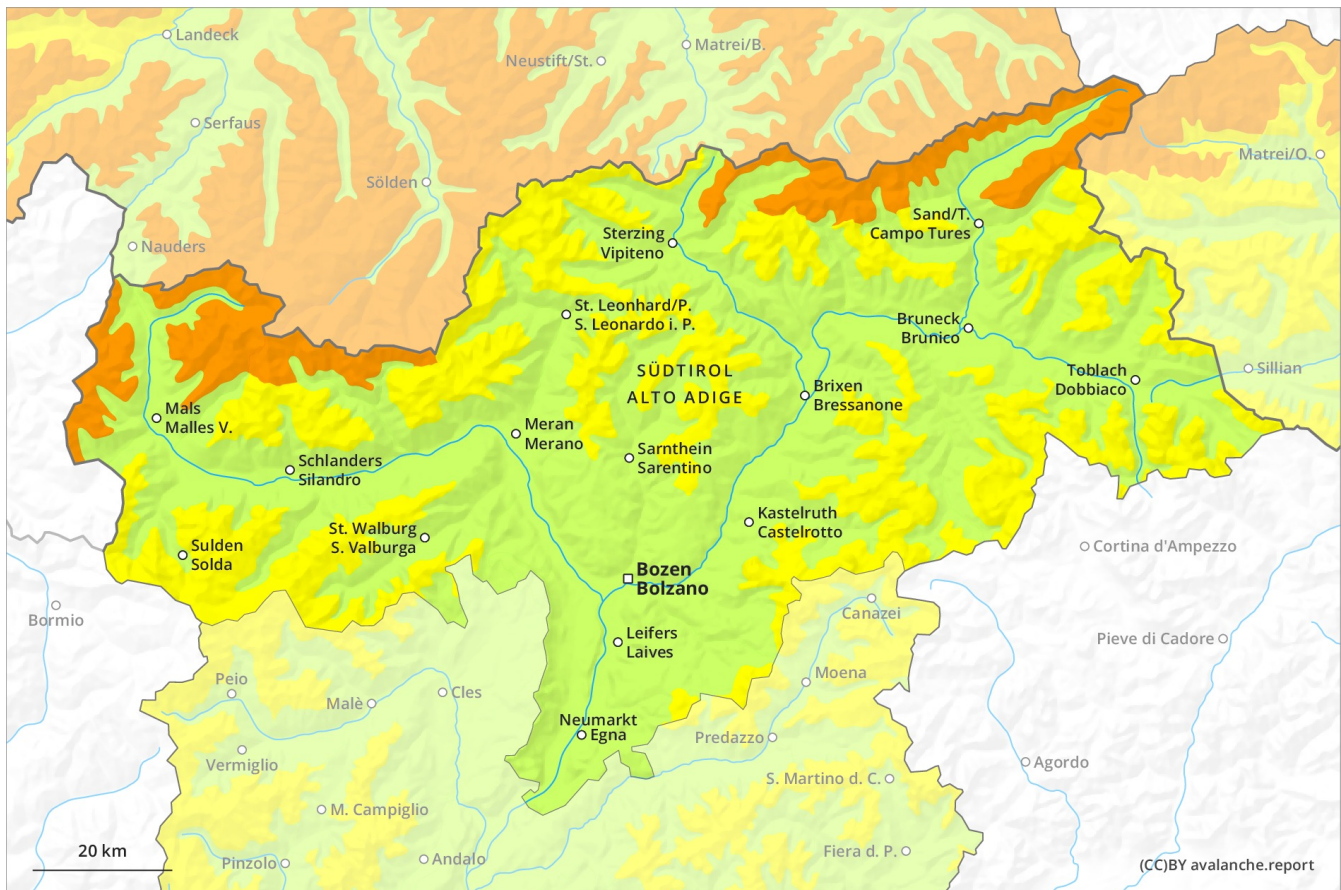 Landeck
Matrei/B.
Neustift/St.
Serfaus
Matrei/O.
Sölden
Sand/T.
Campo Tures
Nauders
Sterzing
Vipiteno
St. Leonhard/P.
S. Leonardo i. P.
Bruneck
Brunico
SÜDTIROL
ALTO ADIGE
Toblach
Dobbiaco
Sillian
Brixen
Bressanone
Mals
Malles V.
Meran
Merano
Sarnthein
Sarentino
Schlanders
Silandro
Kastelruth
Castelrotto
St. Walburg
S. Valburga
Sulden
Solda
Cortina d'Ampezzo
Bozen
Bolzano
Bormio
Canazei
Leifers
Laives
Pieve di Cadore
Peio
Moena
Malè
Cles
Neumarkt
Egna
Predazzo
Vermiglio
Agordo
S. Martino d. C.
M. Campiglio
20 km
Pinzolo
Andalo
Fiera d. P.
(CC)BY avalanche.report